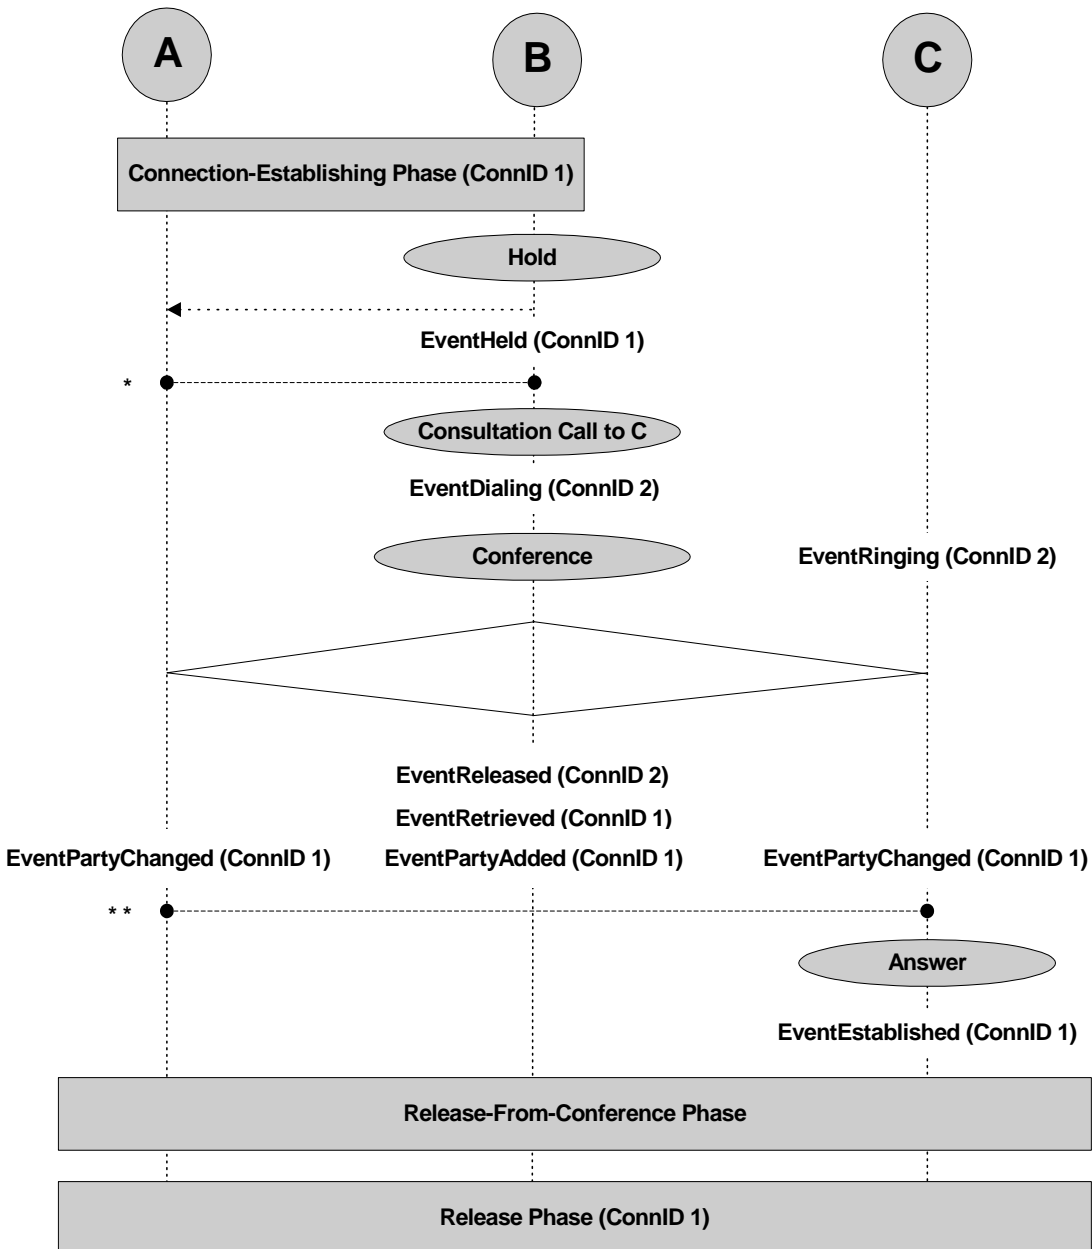 A
B
C
Connection-Establishing Phase (ConnID 1)
Hold
EventHeld (ConnID 1)
*
Consultation Call to C
EventDialing (ConnID 2)
Conference
EventRinging (ConnID 2)
EventReleased (ConnID 2)
EventRetrieved (ConnID 1)
EventPartyChanged (ConnID 1)
EventPartyAdded (ConnID 1)
EventPartyChanged (ConnID 1)
* *
Answer
EventEstablished (ConnID 1)
Release-From-Conference Phase
Release Phase (ConnID 1)